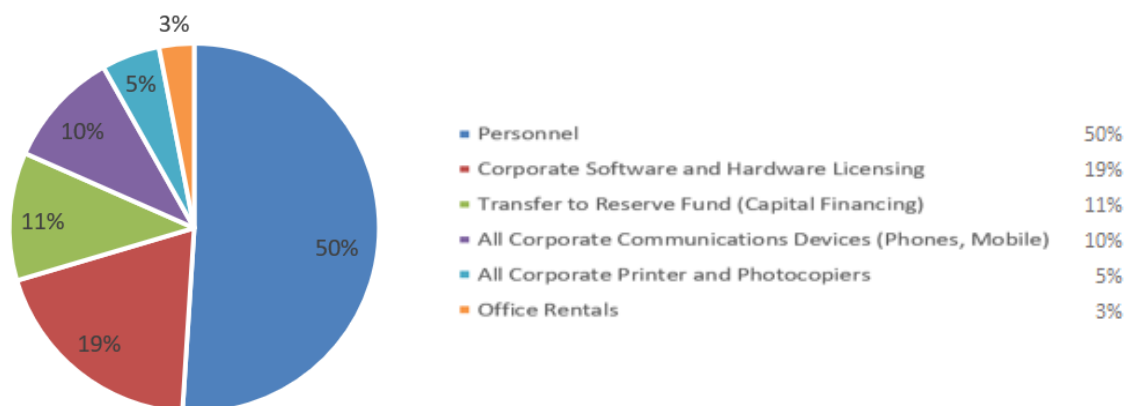 3%
5%
10%
11%
50%
19%
Personnel 50%
Corporate Software and Hardware Licensing 19%
Transfer to Reserve Fund (Capital Financing) 11%
All Corporate Communications Devices (Phones, Mobile) 10%
All Corporate Printer and Photocopiers 5%
Office Rentals 3%